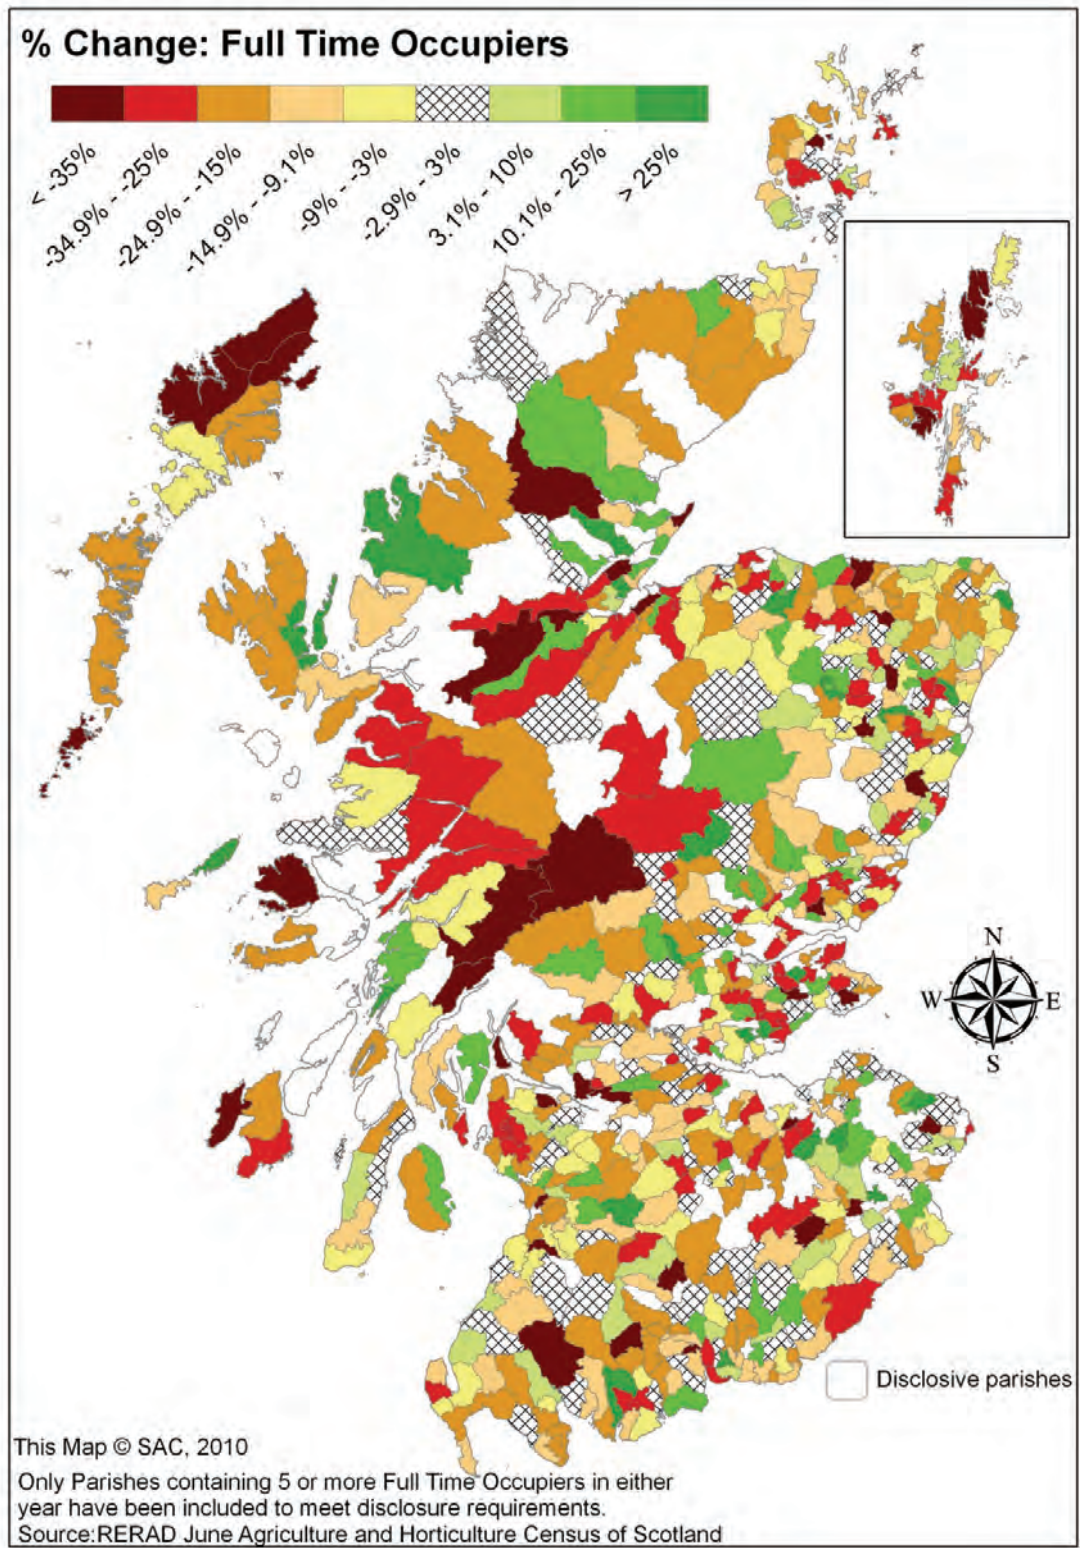 % Change: Full Time Occupiers
< -35%
-34.9% - -25%
-24.9% - -15%
-14.9% - -9.1%
-9% - -3%
-2.9% - 3%
3.1% - 10%
10.1% - 25%
> 25%
N
W E
S
Disclosive parishes
This Map © SAC, 2010
Only Parishes containing 5 or more Full Time Occupiers in either
year have been included to meet disclosure requirements.
Source:RERAD June Agriculture and Horticulture Census of Scotland